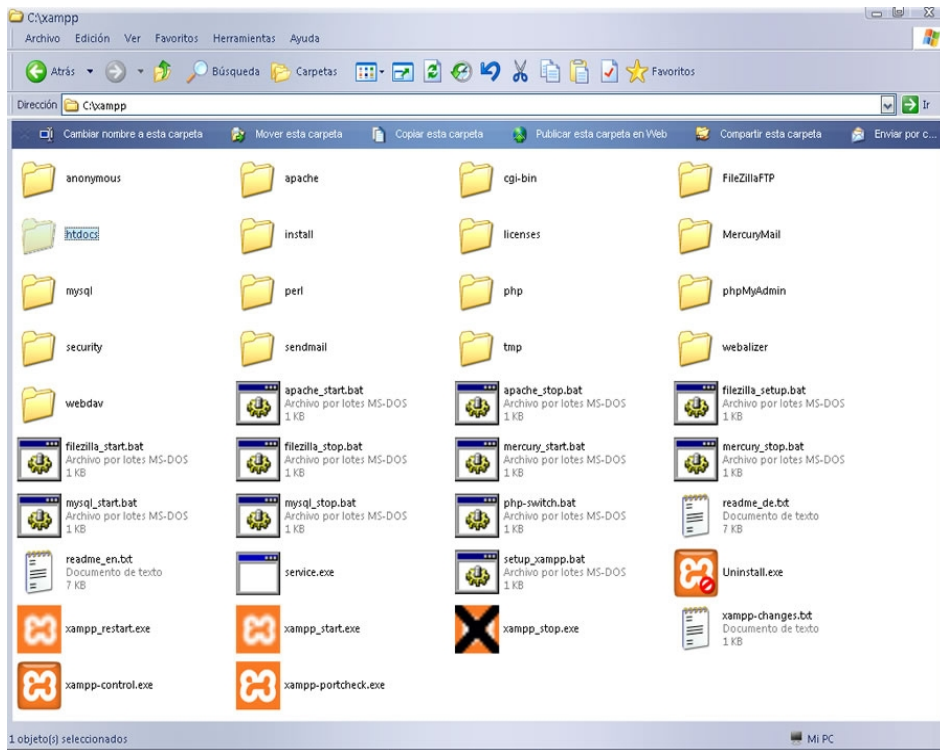 C:\xampp
Archivo Edición Ver Favoritos Herramientas Ayuda
Atrás Búsqueda Carpetas Favoritos
Dirección C:\xampp Ir
Cambiar nombre a esta carpeta Mover esta carpeta Copiar esta carpeta Publicar esta carpeta en Web Compartir esta carpeta Enviar por c...
anonymous apache cgi-bin FileZillaFTP
htdocs install licenses MercuryMail
mysql perl php phpMyAdmin
security sendmail tmp webalizer
webdav
apache_start.bat
Archivo por lotes MS-DOS
1 KB
apache_stop.bat
Archivo por lotes MS-DOS
1 KB
filezilla_setup.bat
Archivo por lotes MS-DOS
1 KB
filezilla_start.bat
Archivo por lotes MS-DOS
1 KB
filezilla_stop.bat
Archivo por lotes MS-DOS
1 KB
mercury_start.bat
Archivo por lotes MS-DOS
1 KB
mercury_stop.bat
Archivo por lotes MS-DOS
1 KB
mysql_start.bat
Archivo por lotes MS-DOS
1 KB
mysql_stop.bat
Archivo por lotes MS-DOS
1 KB
php-switch.bat
Archivo por lotes MS-DOS
1 KB
readme_de.txt
Documento de texto
7 KB
readme_en.txt
Documento de texto
7 KB
service.exe
setup_xampp.bat
Archivo por lotes MS-DOS
1 KB
Uninstall.exe
xampp_restart.exe
xampp_start.exe
xampp_stop.exe
xampp-changes.txt
Documento de texto
1 KB
xampp-control.exe
xampp-portcheck.exe
1 objeto(s) seleccionados Mi PC